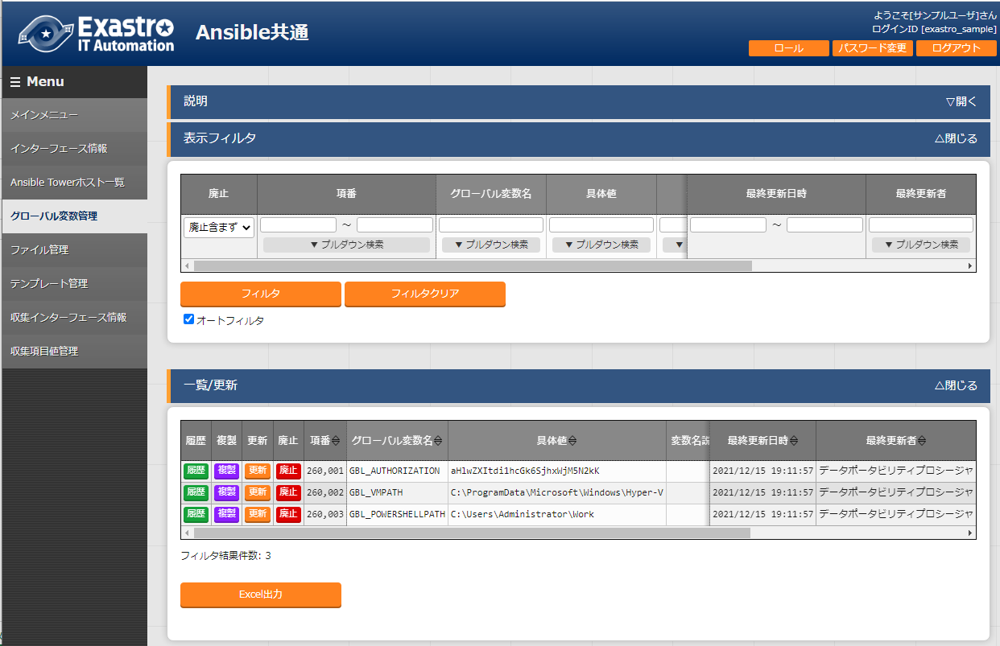 Exastro
IT Automation
Ansible共通
ようこそ[サンプルユーザ]さん
ログインID [exastro_sample]
ロール パスワード変更 ログアウト
☰ Menu
メインメニュー
インターフェース情報
Ansible Towerホスト一覧
グローバル変数管理
ファイル管理
テンプレート管理
収集インターフェース情報
収集項目値管理
説明 ▽開く
表示フィルタ △閉じる
廃止 項番 グローバル変数名 具体値 最終更新日時 最終更新者
廃止含まず ～ ～
▼ プルダウン検索 ▼ プルダウン検索 ▼ プルダウン検索 ▼ ▼ プルダウン検索
フィルタ フィルタクリア
オートフィルタ
一覧/更新 △閉じる
履歴 複製 更新 廃止 項番 グローバル変数名 具体値 変数名説 最終更新日時 最終更新者
履歴 複製 更新 廃止 260,001 GBL_AUTHORIZATION aHlwZXItdi1hcGk6SjhxWjM5N2kK 2021/12/15 19:11:57 データポータビリティプロシージャ
履歴 複製 更新 廃止 260,002 GBL_VMPATH C:\ProgramData\Microsoft\Windows\Hyper-V 2021/12/15 19:11:57 データポータビリティプロシージャ
履歴 複製 更新 廃止 260,003 GBL_POWERSHELLPATH C:\Users\Administrator\Work 2021/12/15 19:11:57 データポータビリティプロシージャ
フィルタ結果件数: 3
Excel出力